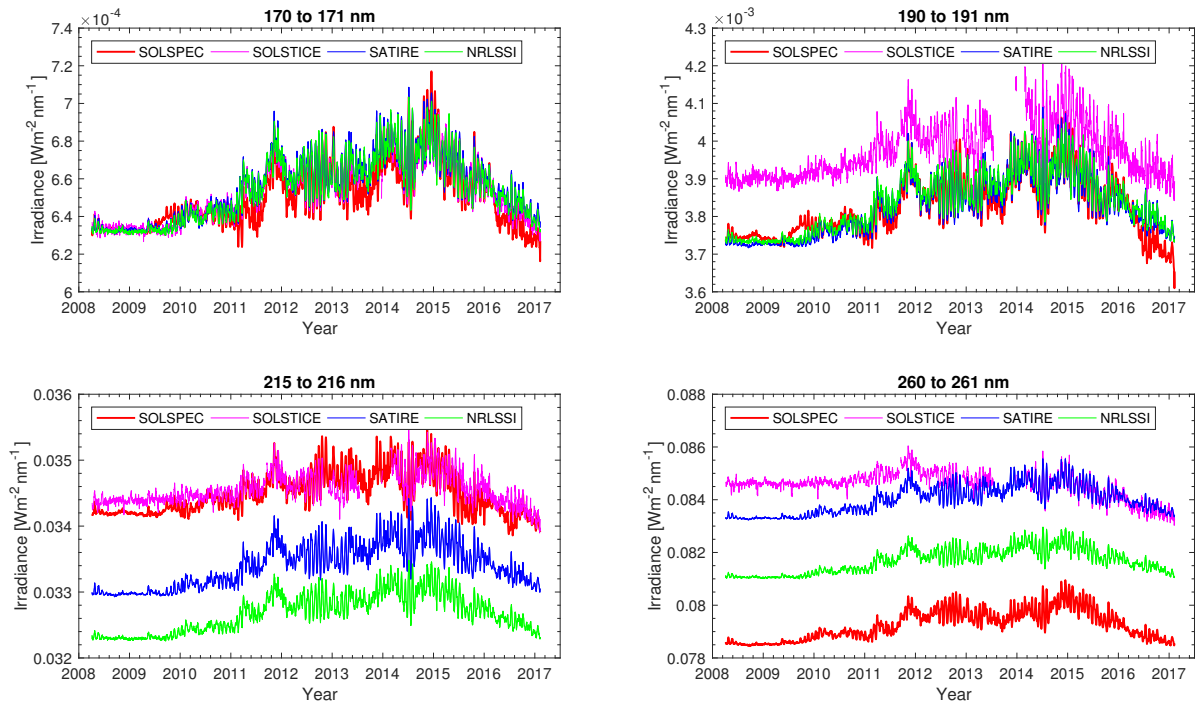 170 to 171 nm
×10⁻⁴
SOLSPEC SOLSTICE SATIRE NRLSSI
7.4
7.2
7
6.8
6.6
6.4
6.2
6
Irradiance [Wm⁻² nm⁻¹]
2008 2009 2010 2011 2012 2013 2014 2015 2016 2017
Year
190 to 191 nm
×10⁻³
SOLSPEC SOLSTICE SATIRE NRLSSI
4.3
4.2
4.1
4
3.9
3.8
3.7
3.6
Irradiance [Wm⁻² nm⁻¹]
2008 2009 2010 2011 2012 2013 2014 2015 2016 2017
Year
215 to 216 nm
SOLSPEC SOLSTICE SATIRE NRLSSI
0.036
0.035
0.034
0.033
0.032
Irradiance [Wm⁻² nm⁻¹]
2008 2009 2010 2011 2012 2013 2014 2015 2016 2017
Year
260 to 261 nm
SOLSPEC SOLSTICE SATIRE NRLSSI
0.088
0.086
0.084
0.082
0.08
0.078
Irradiance [Wm⁻² nm⁻¹]
2008 2009 2010 2011 2012 2013 2014 2015 2016 2017
Year